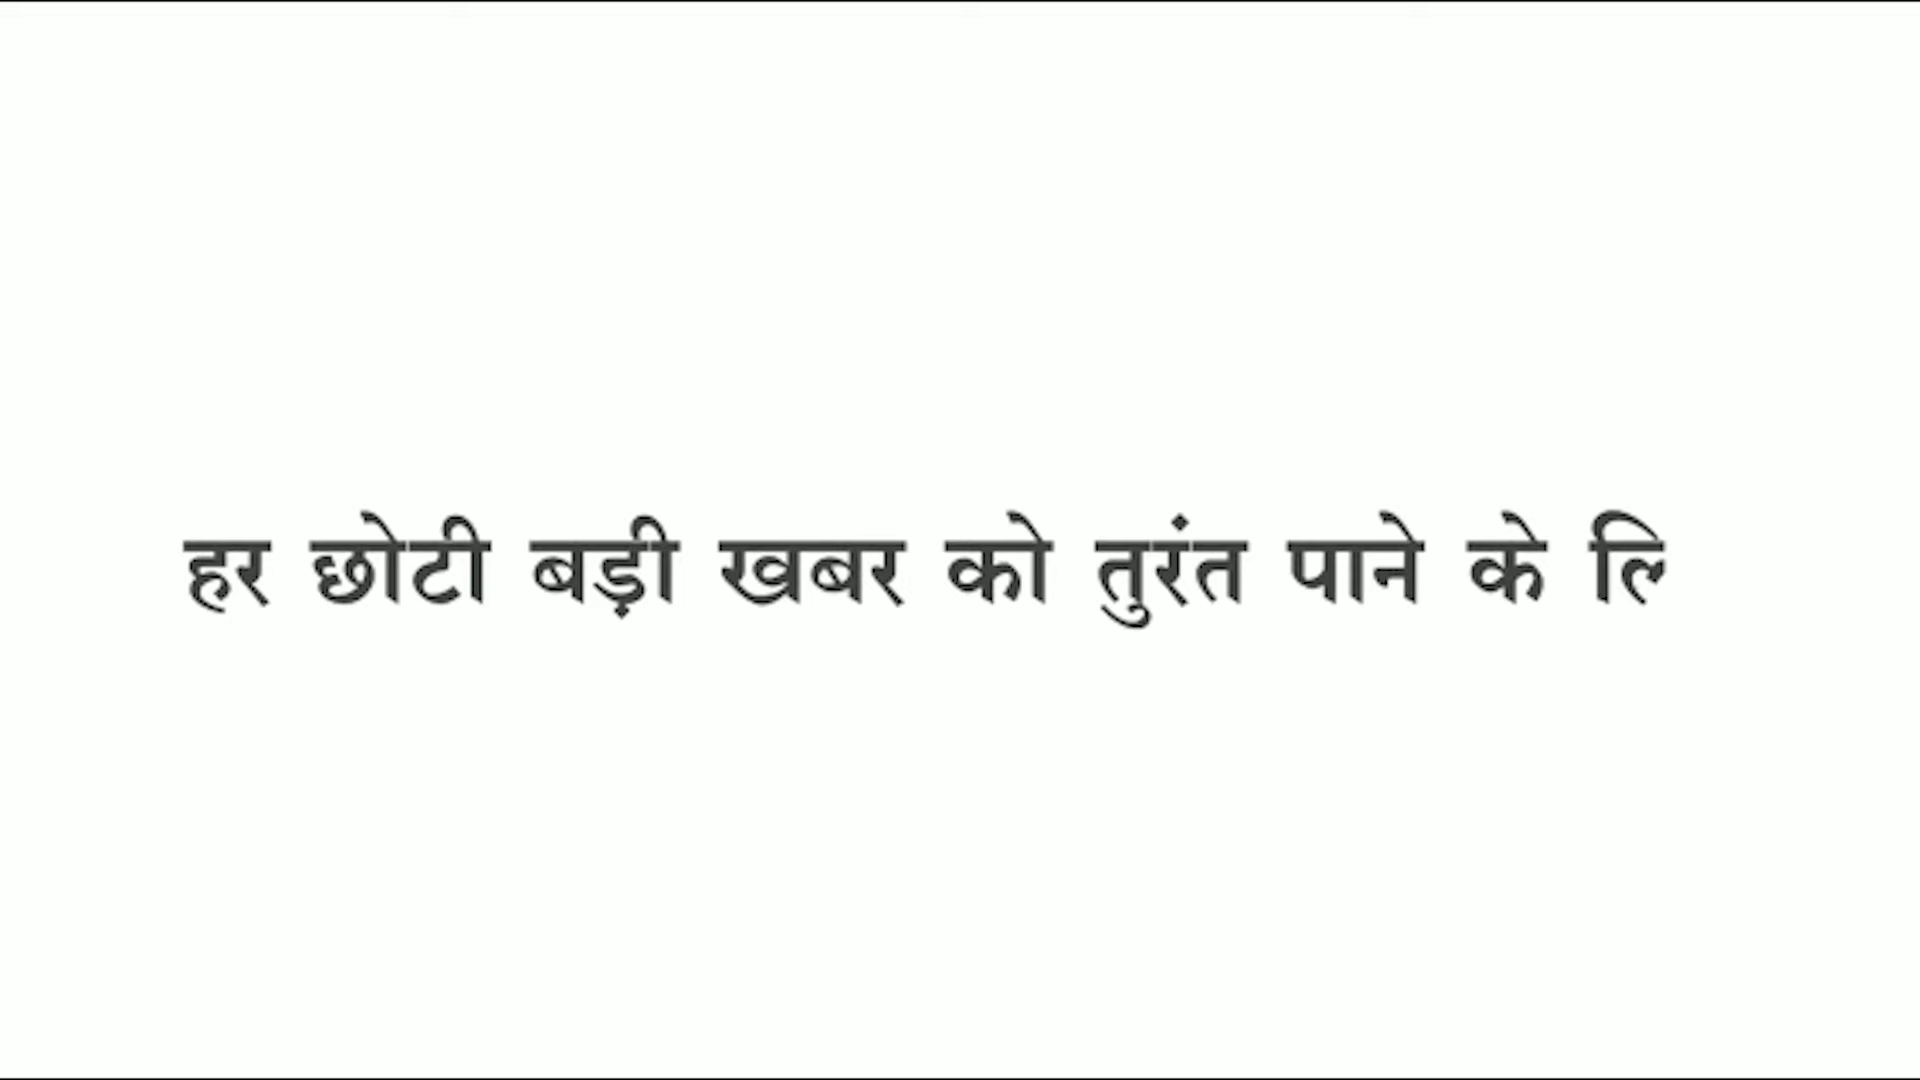 हर छोटी बड़ी खबर को तुरंत पाने के लि